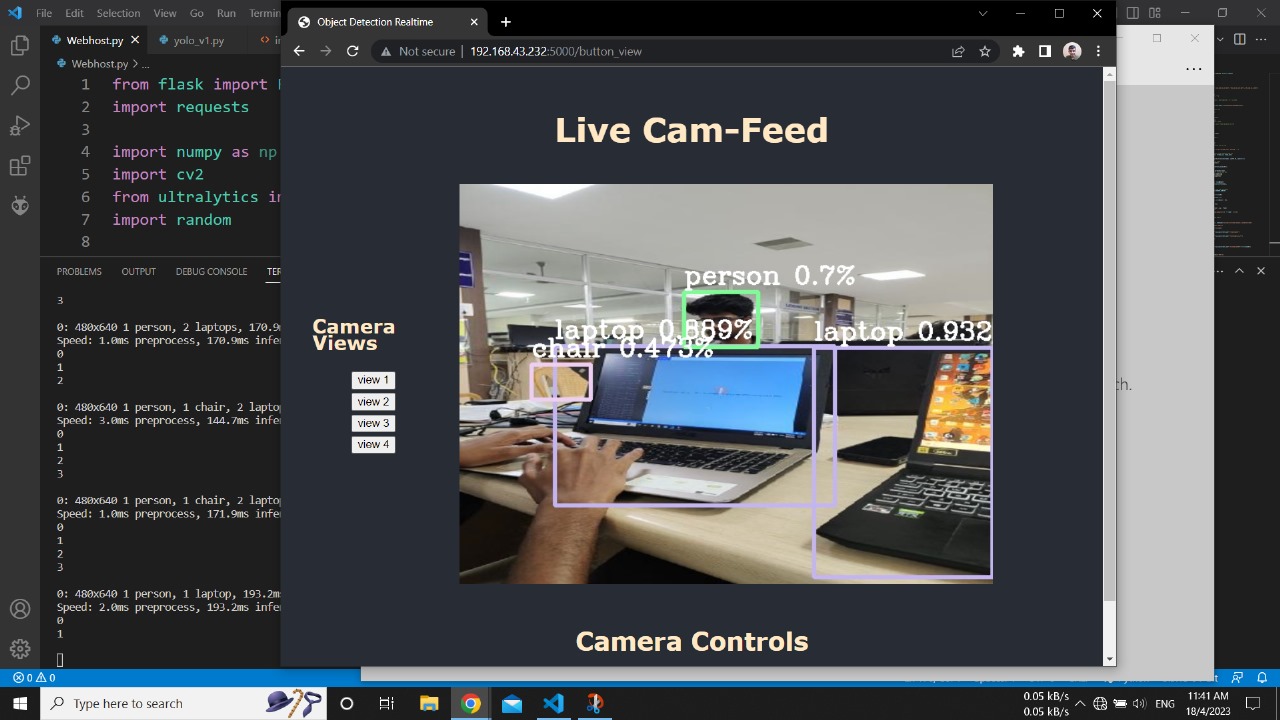 File Edit Selection View Go Run Termin
Object Detection Realtime
Webhost.py
yolo_v1.py
Not secure | 192.168.43.232:5000/button_view
Webhost.py > ...
1 from flask import
2 import requests
4 import numpy as np
import cv2
from ultralytics
7 import random
PROBLEMS OUTPUT DEBUG CONSOLE TER
Live Cam-Feed
person 0.7%
laptop 0.889%
laptop 0.932
chair 0.473%
Camera
Views
view 1
view 2
view 3
view 4
Camera Controls
3
0: 480x640 1 person, 2 laptops, 170.9
Speed: 1.0ms preprocess, 170.9ms infe
0
1
2
0: 480x640 1 person, 1 chair, 2 lapto
Speed: 3.0ms preprocess, 144.7ms infe
0
1
2
3
0: 480x640 1 person, 1 chair, 2 lapto
Speed: 1.0ms preprocess, 171.9ms infe
0
1
2
3
0: 480x640 1 person, 1 laptop, 193.2ms
Speed: 2.0ms preprocess, 193.2ms infe
0
1
ch.
0 0
Type here to search
0.05 kB/s
0.05 kB/s
ENG
11:41 AM
18/4/2023